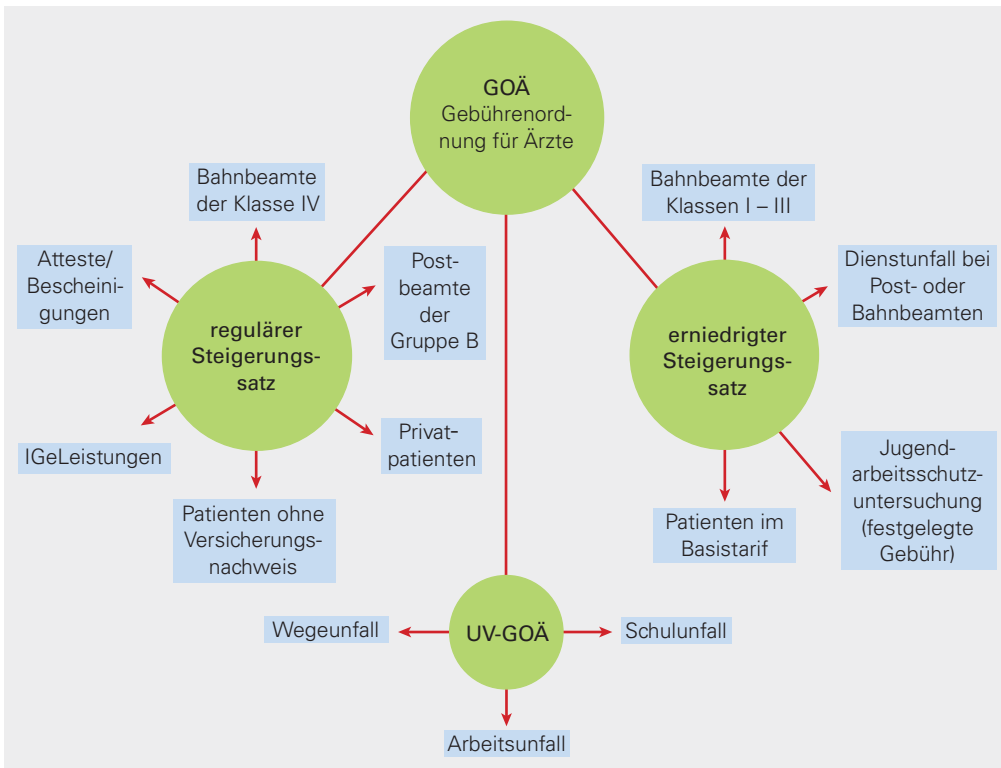 GOÄ
Gebührenord-
nung für Ärzte
Bahnbeamte
der Klasse IV
Atteste/
Bescheini-
gungen
Post-
beamte
der
Gruppe B
regulärer
Steigerungs-
satz
IGeLeistungen
Privat-
patienten
Patienten ohne
Versicherungs-
nachweis
Bahnbeamte der
Klassen I – III
Dienstunfall bei
Post- oder
Bahnbeamten
erniedrigter
Steigerungs-
satz
Patienten im
Basistarif
Jugend-
arbeitsschutz-
untersuchung
(festgelegte
Gebühr)
Wegeunfall
UV-GOÄ
Schulunfall
Arbeitsunfall